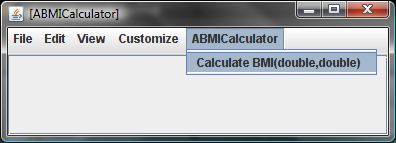 [ABMICalculator]
File Edit View Customize ABMICalculator
Calculate BMI(double,double)